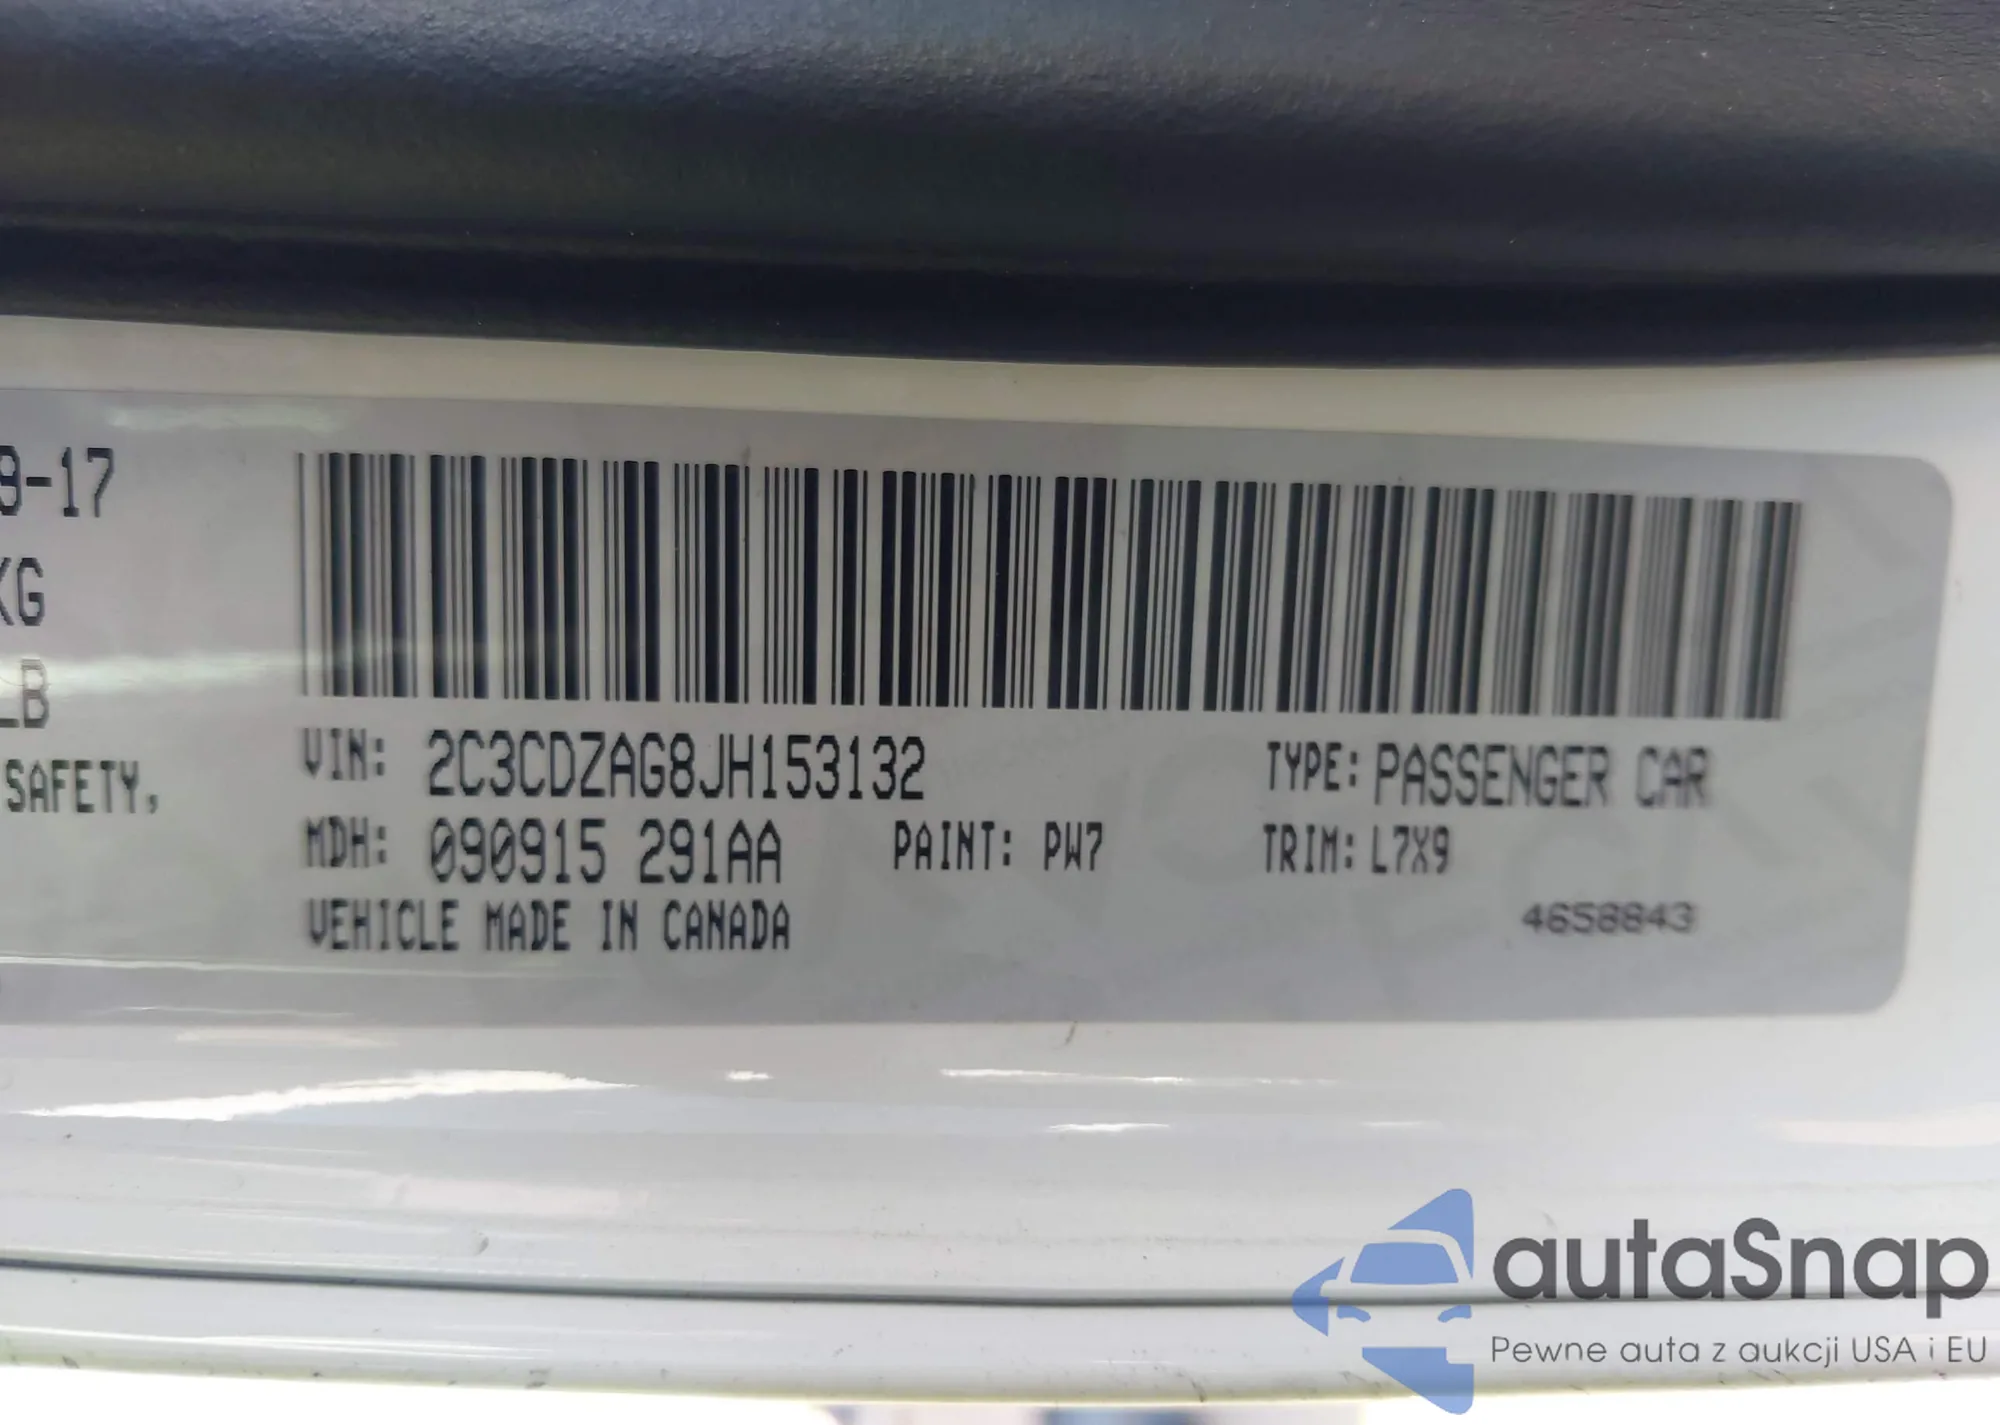 9-17
KG
LB
SAFETY,
VIN: 2C3CDZAG8JH153132
TYPE: PASSENGER CAR
MDH: 090915 291AA
PAINT: PW7
TRIM: L7X9
VEHICLE MADE IN CANADA
4658843
autaSnap
Pewne auta z aukcji USA i EU